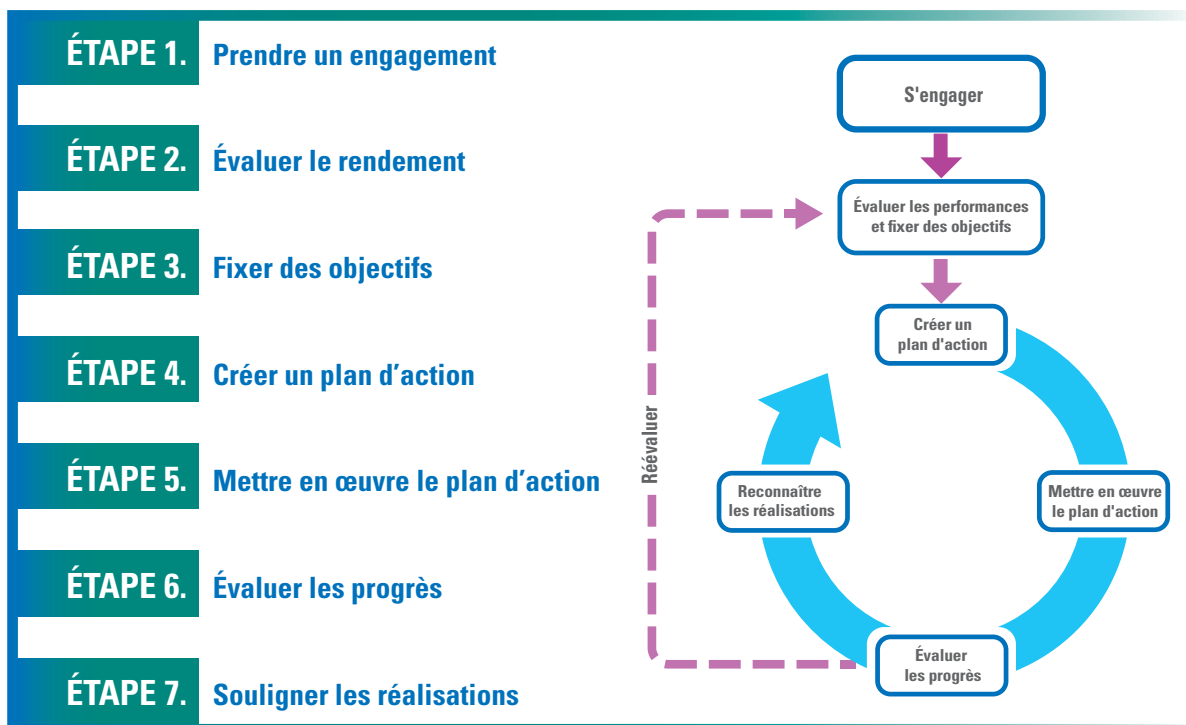 ÉTAPE 1. Prendre un engagement
ÉTAPE 2. Évaluer le rendement
ÉTAPE 3. Fixer des objectifs
ÉTAPE 4. Créer un plan d’action
ÉTAPE 5. Mettre en œuvre le plan d’action
ÉTAPE 6. Évaluer les progrès
ÉTAPE 7. Souligner les réalisations
S'engager
Évaluer les performances
et fixer des objectifs
Créer un
plan d'action
Mettre en œuvre
le plan d'action
Évaluer
les progrès
Reconnaître
les réalisations
Réévaluer